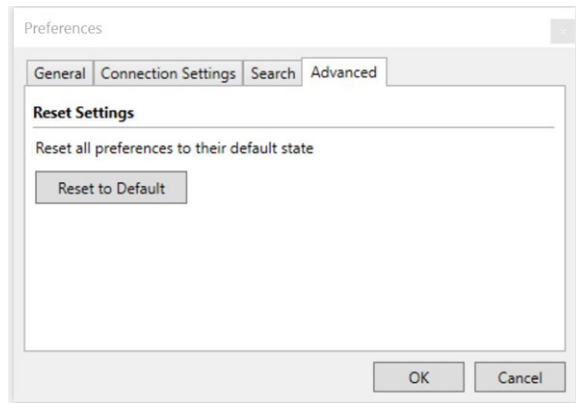 Preferences
x
General Connection Settings Search Advanced
Reset Settings
Reset all preferences to their default state
Reset to Default
OK Cancel